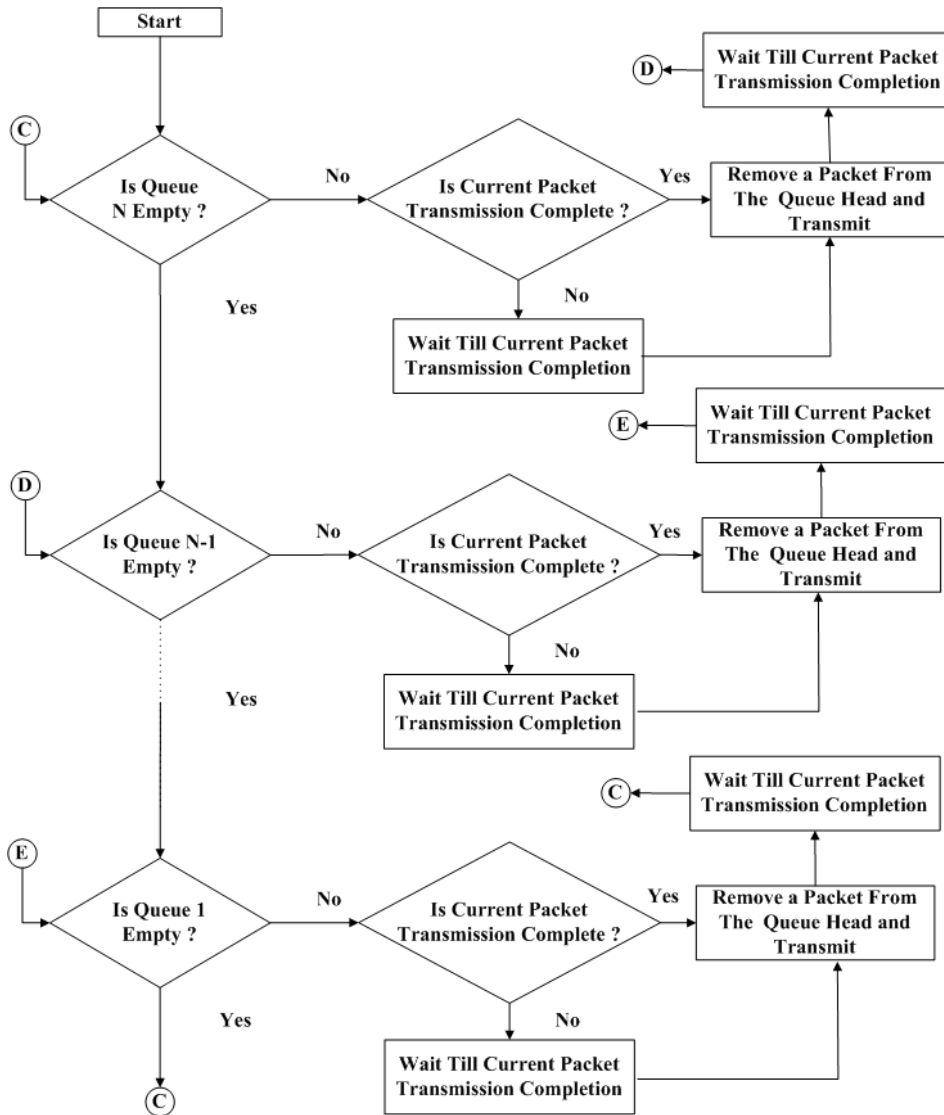 Start
C
Is Queue
N Empty ?
No
Is Current Packet
Transmission Complete ?
Yes
Remove a Packet From
The Queue Head and
Transmit
Wait Till Current Packet
Transmission Completion
D
No
Wait Till Current Packet
Transmission Completion
Yes
D
Is Queue N-1
Empty ?
No
Is Current Packet
Transmission Complete ?
Yes
Remove a Packet From
The Queue Head and
Transmit
Wait Till Current Packet
Transmission Completion
E
No
Wait Till Current Packet
Transmission Completion
Yes
E
Is Queue 1
Empty ?
No
Is Current Packet
Transmission Complete ?
Yes
Remove a Packet From
The Queue Head and
Transmit
Wait Till Current Packet
Transmission Completion
C
No
Wait Till Current Packet
Transmission Completion
Yes
C